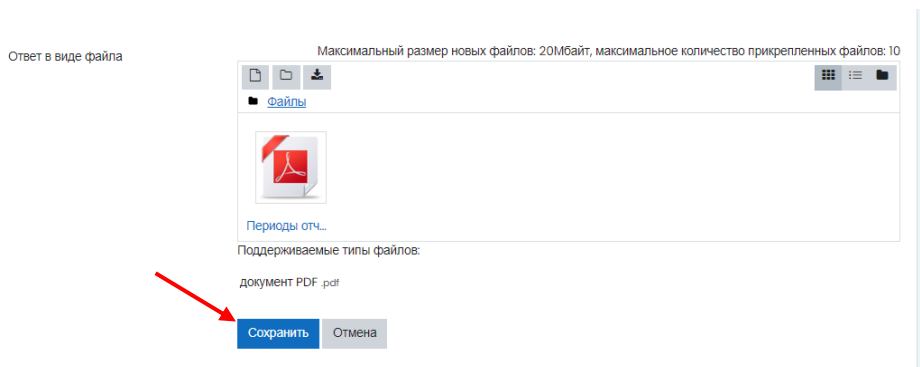 Максимальный размер новых файлов: 20Мбайт, максимальное количество прикрепленных файлов: 10
Ответ в виде файла
Файлы
Периоды отч...
Поддерживаемые типы файлов:
документ PDF .pdf
Сохранить Отмена